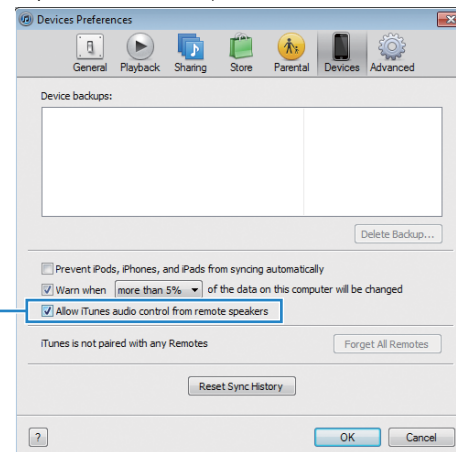 Devices Preferences
General Playback Sharing Store Parental Devices Advanced
Device backups:
Delete Backup...
Prevent iPods, iPhones, and iPads from syncing automatically
Warn when more than 5% of the data on this computer will be changed
Allow iTunes audio control from remote speakers
iTunes is not paired with any Remotes Forget All Remotes
Reset Sync History
? OK Cancel